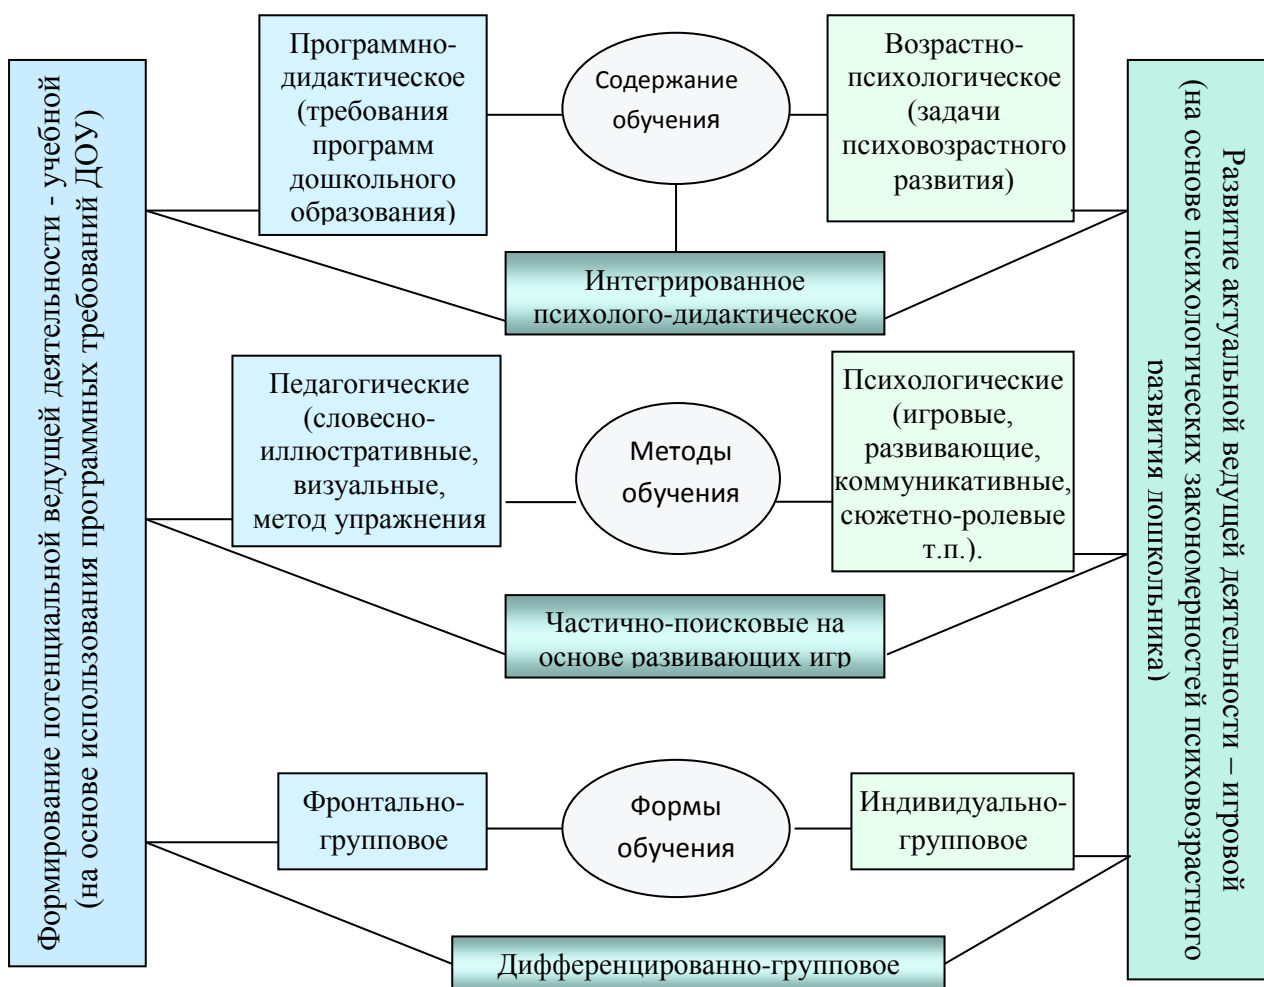 Формирование потенциальной ведущей деятельности - учебной
(на основе использования программных требований ДОУ)
Программно-
дидактическое
(требования
программ
дошкольного
образования)
Содержание
обучения
Возрастно-
психологическое
(задачи
психовозрастного
развития)
Интегрированное
психолого-дидактическое
Педагогические
(словесно-
иллюстративные,
визуальные,
метод упражнения
Методы
обучения
Психологические
(игровые,
развивающие,
коммуникативные,
сюжетно-ролевые
т.п.).
Частично-поисковые на
основе развивающих игр
Фронтально-
групповое
Формы
обучения
Индивидуально-
групповое
Дифференцированно-групповое
Развитие актуальной ведущей деятельности – игровой
(на основе психологических закономерностей психовозрастного
развития дошкольника)